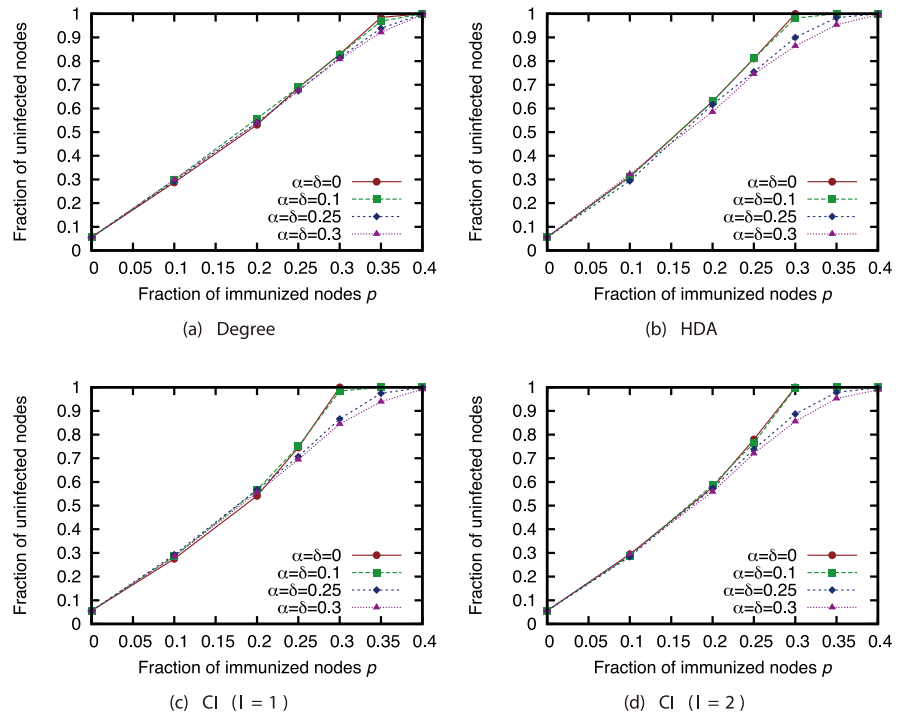 1
0.9
0.8
0.7
0.6
0.5
0.4
0.3
0.2
0.1
0
Fraction of uninfected nodes
α=δ=0
α=δ=0.1
α=δ=0.25
α=δ=0.3
0 0.05 0.1 0.15 0.2 0.25 0.3 0.35 0.4
Fraction of immunized nodes p
(a) Degree
1
0.9
0.8
0.7
0.6
0.5
0.4
0.3
0.2
0.1
0
Fraction of uninfected nodes
α=δ=0
α=δ=0.1
α=δ=0.25
α=δ=0.3
0 0.05 0.1 0.15 0.2 0.25 0.3 0.35 0.4
Fraction of immunized nodes p
(b) HDA
1
0.9
0.8
0.7
0.6
0.5
0.4
0.3
0.2
0.1
0
Fraction of uninfected nodes
α=δ=0
α=δ=0.1
α=δ=0.25
α=δ=0.3
0 0.05 0.1 0.15 0.2 0.25 0.3 0.35 0.4
Fraction of immunized nodes p
(c) CI (l = 1)
1
0.9
0.8
0.7
0.6
0.5
0.4
0.3
0.2
0.1
0
Fraction of uninfected nodes
α=δ=0
α=δ=0.1
α=δ=0.25
α=δ=0.3
0 0.05 0.1 0.15 0.2 0.25 0.3 0.35 0.4
Fraction of immunized nodes p
(d) CI (l = 2)